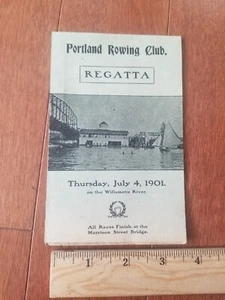 Portland Rowing Club.
REGATTA
Thursday, July 4, 1901.
on the Willamette River
All Races Finish at the
Morrison Street Bridge.
1 2 3 4